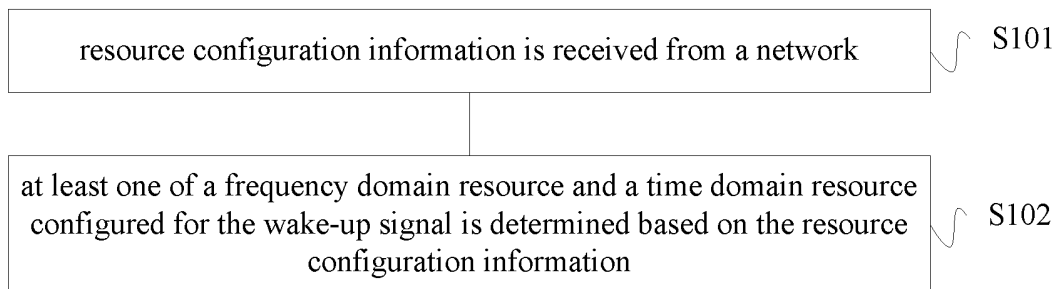 resource configuration information is received from a network
S101
at least one of a frequency domain resource and a time domain resource
configured for the wake-up signal is determined based on the resource
configuration information
S102